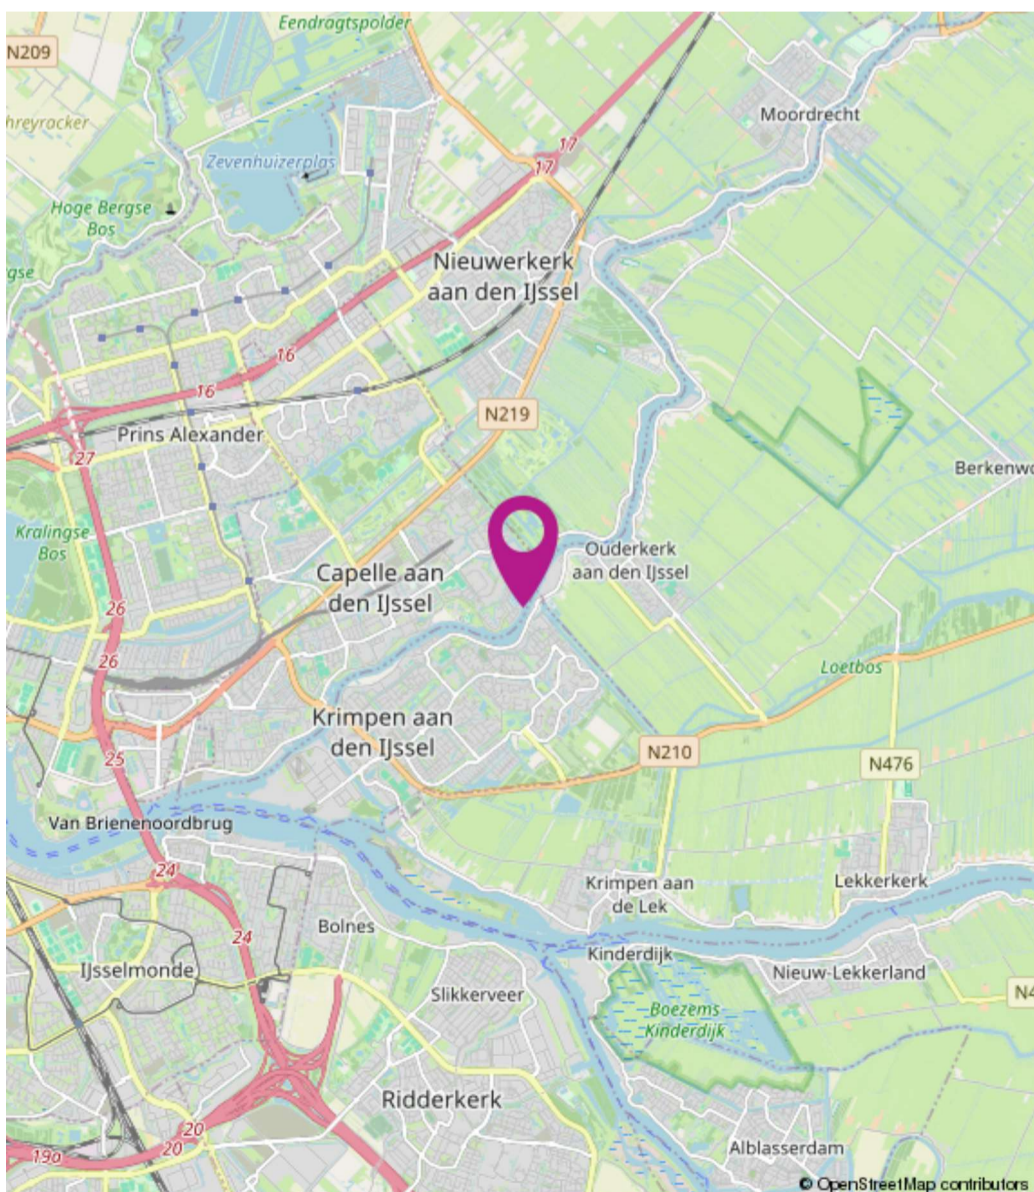 Eendragtspolder
N209
Moordrecht
hreyracker
17
17
Zevenhuizerplas
Hoge Bergse
Bos
Nieuwerkerk
aan den IJssel
gse
16
16
N219
Prins Alexander
27
Berkenwo
Kralingse
Bos
Ouderkerk
aan den IJssel
Capelle aan
den IJssel
26
26
Loetbos
Krimpen aan
den IJssel
N210
N476
25
Van Brienenoordbrug
24
Krimpen aan
de Lek
Lekkerkerk
Bolnes
24
Kinderdijk
IJsselmonde
Nieuw-Lekkerland
Slikkerveer
N4
Boezems
Kinderdijk
Ridderkerk
20
20
19a
Alblasserdam
© OpenStreetMap contributors